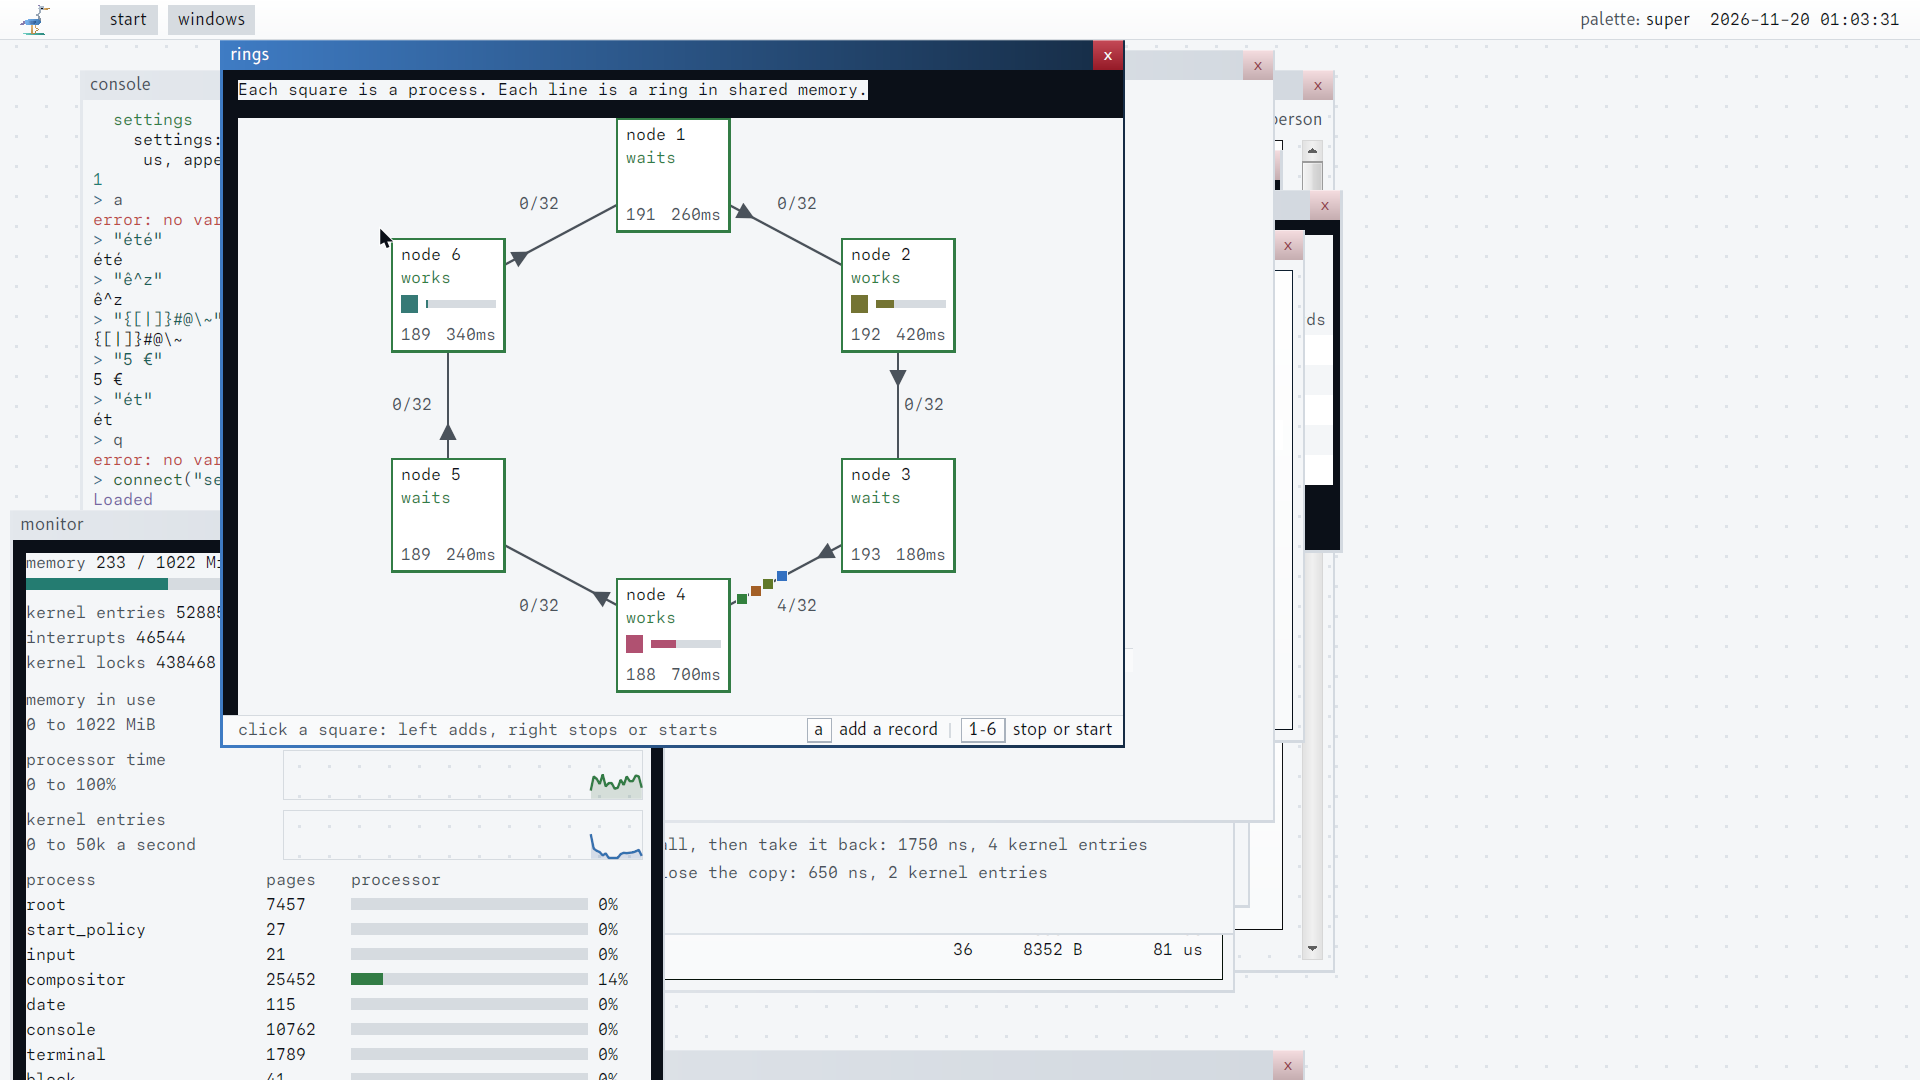 start windows palette: super 2026-11-20 01:03:31
rings x
Each square is a process. Each line is a ring in shared memory.
node 1
waits
191 260ms
0/32
0/32
node 6
works
189 340ms
node 2
works
192 420ms
0/32
0/32
node 5
waits
189 240ms
node 3
waits
193 180ms
0/32
4/32
node 4
works
188 700ms
click a square: left adds, right stops or starts a add a record | 1-6 stop or start
console
settings
settings:
us, appe
1
> a
error: no var
> "été"
été
> "ê^z"
ê^z
> "{[|]}#@\~"
{[|]}#@\~
> "5 €"
5 €
> "ét"
ét
> q
error: no var
> connect("se
Loaded
monitor
memory 233 / 1022 Mi
kernel entries 52885
interrupts 46544
kernel locks 438468
memory in use
0 to 1022 MiB
processor time
0 to 100%
kernel entries
0 to 50k a second
process pages processor
root 7457 0%
start_policy 27 0%
input 21 0%
compositor 25452 14%
date 115 0%
console 10762 0%
terminal 1789 0%
x
x
person
x
x
ds
all, then take it back: 1750 ns, 4 kernel entries
lose the copy: 650 ns, 2 kernel entries
36 8352 B 81 us
x